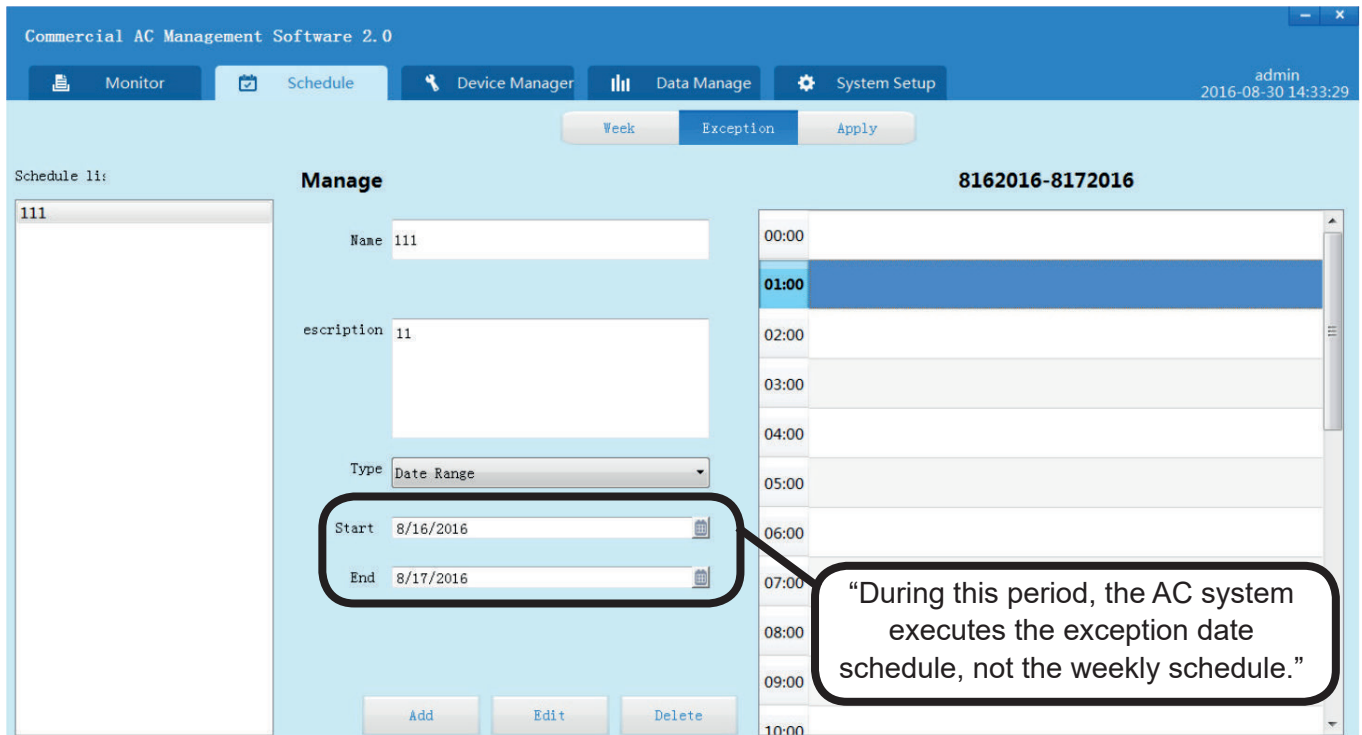 Commercial AC Management Software 2.0
Monitor
Schedule
Device Manager
Data Manage
System Setup
admin
2016-08-30 14:33:29
Week
Exception
Apply
Schedule lis
111
Manage
Name 111
escription 11
Type Date Range
Start 8/16/2016
End 8/17/2016
Add
Edit
Delete
8162016-8172016
00:00
01:00
02:00
03:00
04:00
05:00
06:00
07:00
08:00
09:00
10:00
“During this period, the AC system
executes the exception date
schedule, not the weekly schedule.”